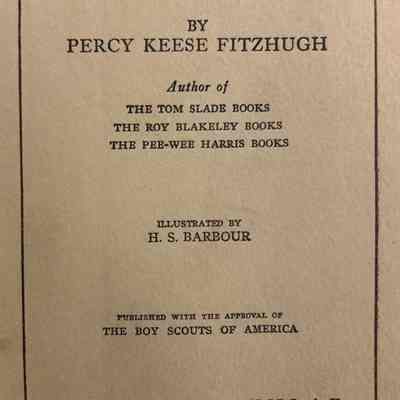 BY
PERCY KEESE FITZHUGH
Author of
THE TOM SLADE BOOKS
THE ROY BLAKELEY BOOKS
THE PEE-WEE HARRIS BOOKS
ILLUSTRATED BY
H. S. BARBOUR
PUBLISHED WITH THE APPROVAL OF
THE BOY SCOUTS OF AMERICA